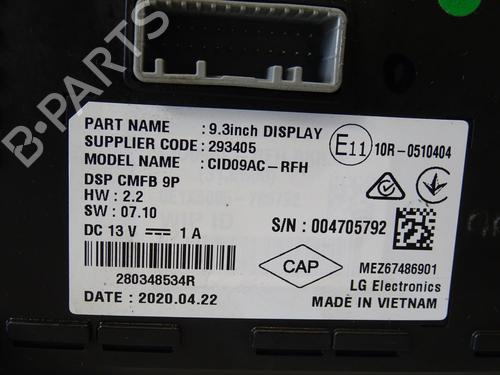 B-PARTS
PART NAME : 9.3inch DISPLAY
SUPPLIER CODE : 293405
MODEL NAME : CID09AC-RFH
DSP CMFB 9P
HW : 2.2
SW : 07.10
DC 13 V 1 A
280348534R
DATE : 2020.04.22
E11 10R-0510404
S/N : 004705792
CAP
MEZ67486901
LG Electronics
MADE IN VIETNAM